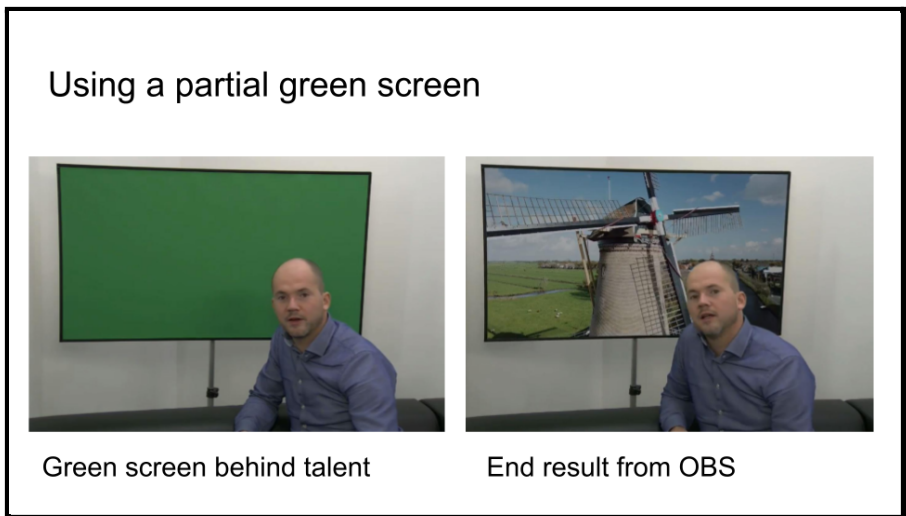 Using a partial green screen
Green screen behind talent
End result from OBS